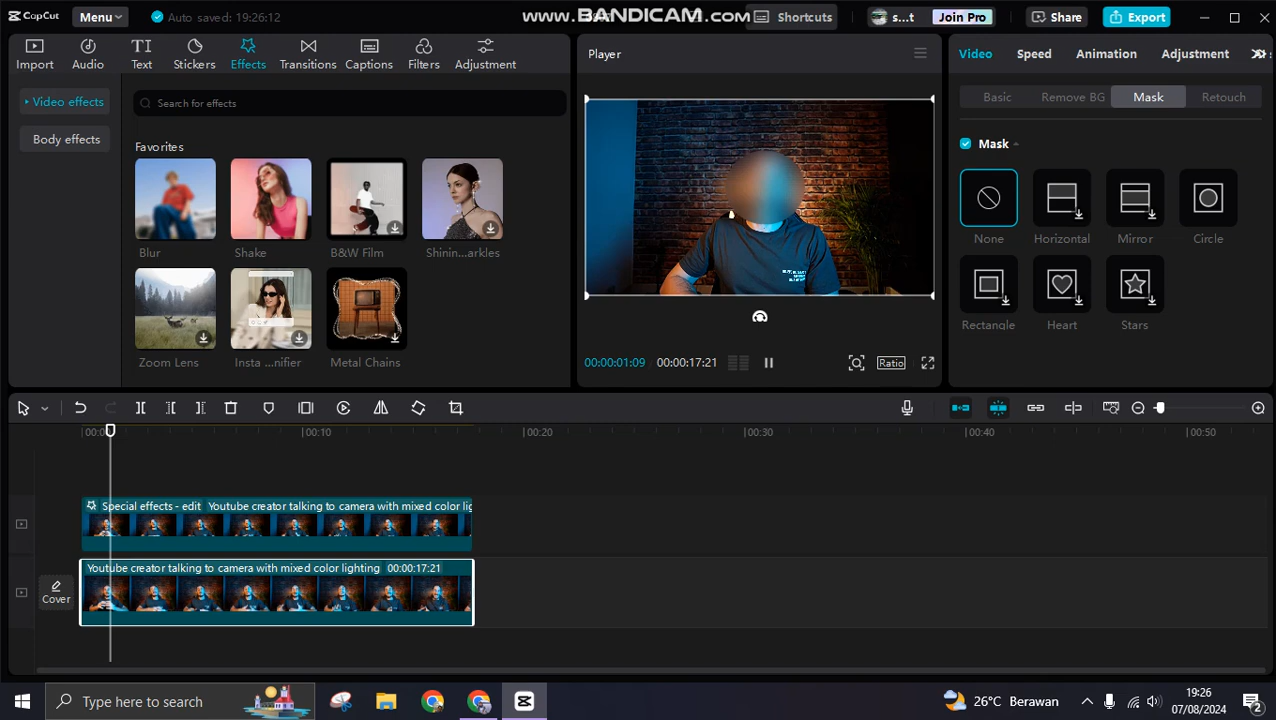 CapCut
Menu
Auto saved: 19:26:12
www.BANDICAM.com
Shortcuts
s...t
Join Pro
Share
Export
Import
Audio
Text
Stickers
Effects
Transitions
Captions
Filters
Adjustment
Video effects
Body effects
Search for effects
Favorites
Blur
Shake
B&W Film
Shinin...arkles
Zoom Lens
Insta ...nifier
Metal Chains
Player
00:00:01:09
00:00:17:21
Ratio
Video
Speed
Animation
Adjustment
Basic
Remove BG
Mask
Retouch
Mask
None
Horizontal
Mirror
Circle
Rectangle
Heart
Stars
00:10
00:20
00:30
00:40
00:50
Special effects - edit Youtube creator talking to camera with mixed color lig
Youtube creator talking to camera with mixed color lighting 00:00:17:21
Cover
Type here to search
26°C Berawan
19:26
07/08/2024
2